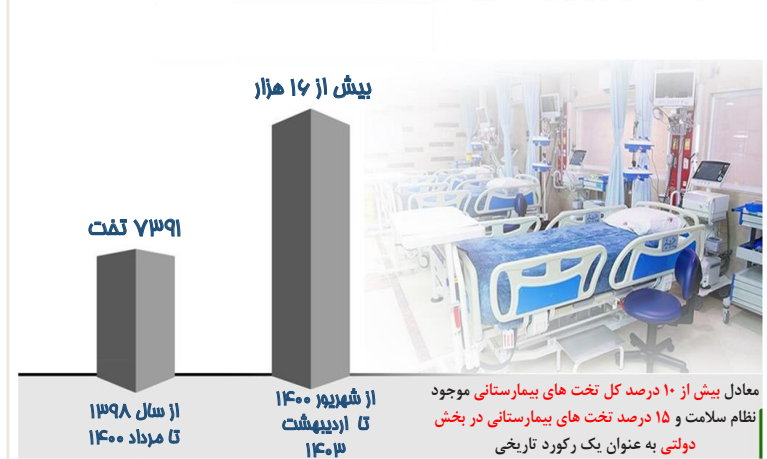 بیش از ۱۶ هزار
۷۳۹۱ تخت
از شهریور ۱۴۰۰
تا اردیبهشت
۱۴۰۳
از سال ۱۳۹۸
تا مرداد ۱۴۰۰
معادل بیش از ۱۰ درصد کل تخت های بیمارستانی موجود
نظام سلامت و ۱۵ درصد تخت های بیمارستانی در بخش
دولتی به عنوان یک رکورد تاریخی